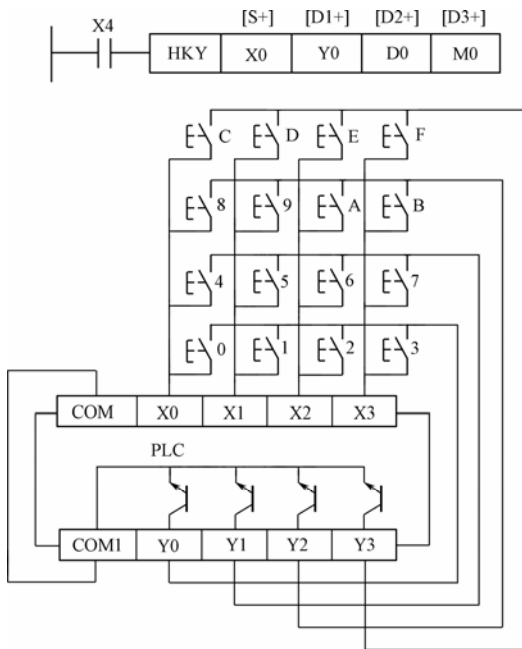 [S+] [D1+] [D2+] [D3+]
X4
HKY X0 Y0 D0 M0
C D E F
8 9 A B
4 5 6 7
0 1 2 3
COM X0 X1 X2 X3
PLC
COM1 Y0 Y1 Y2 Y3